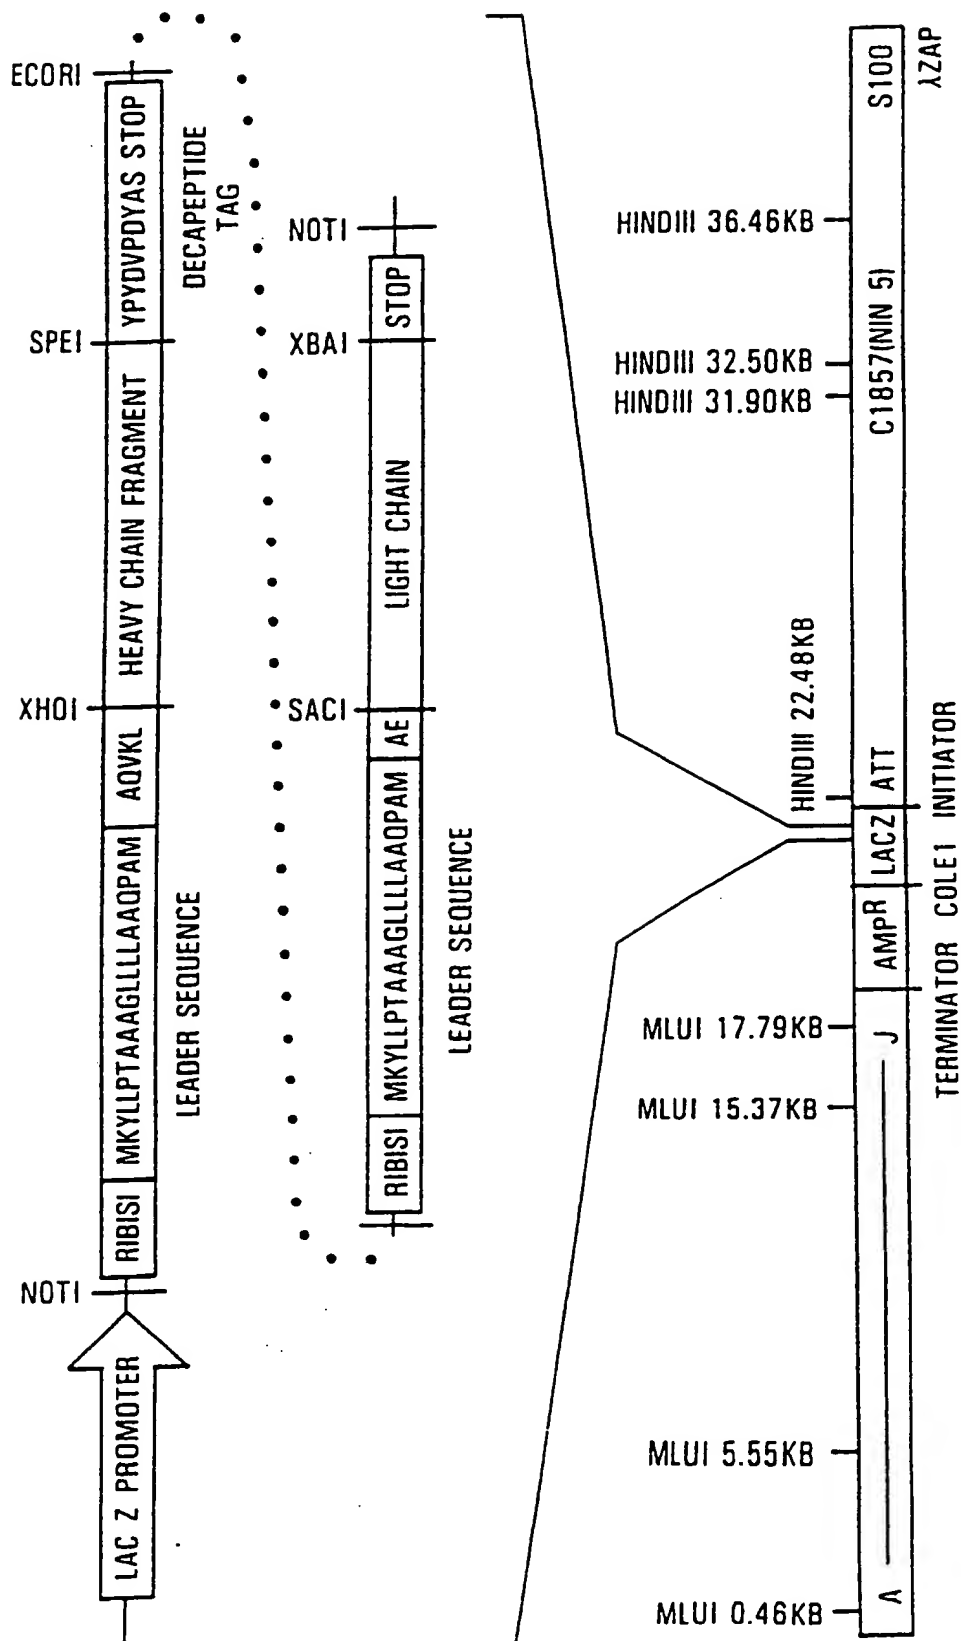 LAC Z PROMOTER
NOTI
RIBISI
MKYLLPTAAAGLLLLAAQPAM
AQVKL
XHOI
HEAVY CHAIN FRAGMENT
SPEI
YPYDVPDYAS STOP
ECORI
LEADER SEQUENCE
DECAPEPTIDE
TAG
RIBISI
MKYLLPTAAAGLLLLAAQPAM
AE
SACI
LIGHT CHAIN
XBAI
STOP
NOTI
LEADER SEQUENCE
MLUI 0.46KB
MLUI 5.55KB
MLUI 15.37KB
MLUI 17.79KB
HINDIII 22.48KB
HINDIII 31.90KB
HINDIII 32.50KB
HINDIII 36.46KB
A
J
AMPR
LACZ
ATT
C1857(NIN 5)
S100
TERMINATOR COLE1 INITIATOR
λZAP